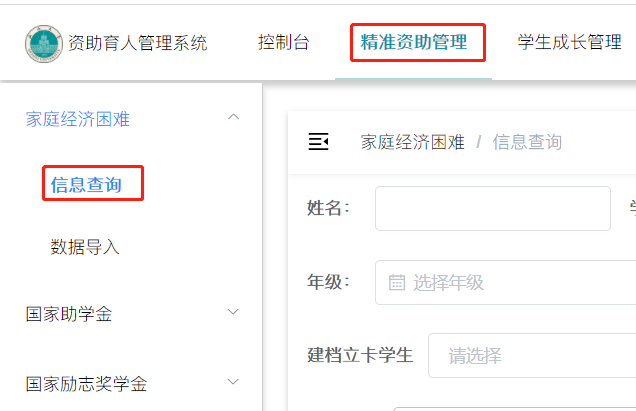 资助育人管理系统 控制台 精准资助管理 学生成长管理
家庭经济困难
信息查询
数据导入
国家助学金
国家励志奖学金
家庭经济困难 / 信息查询
姓名：
年级： 选择年级
建档立卡学生 请选择